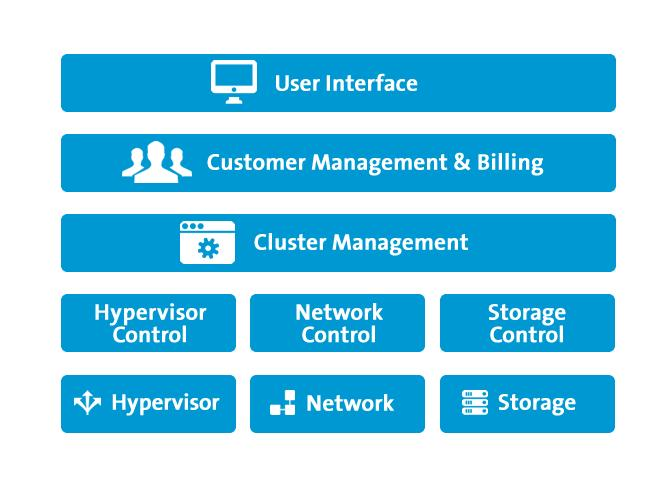 User Interface
Customer Management & Billing
Cluster Management
Hypervisor
Control
Network
Control
Storage
Control
Hypervisor
Network
Storage